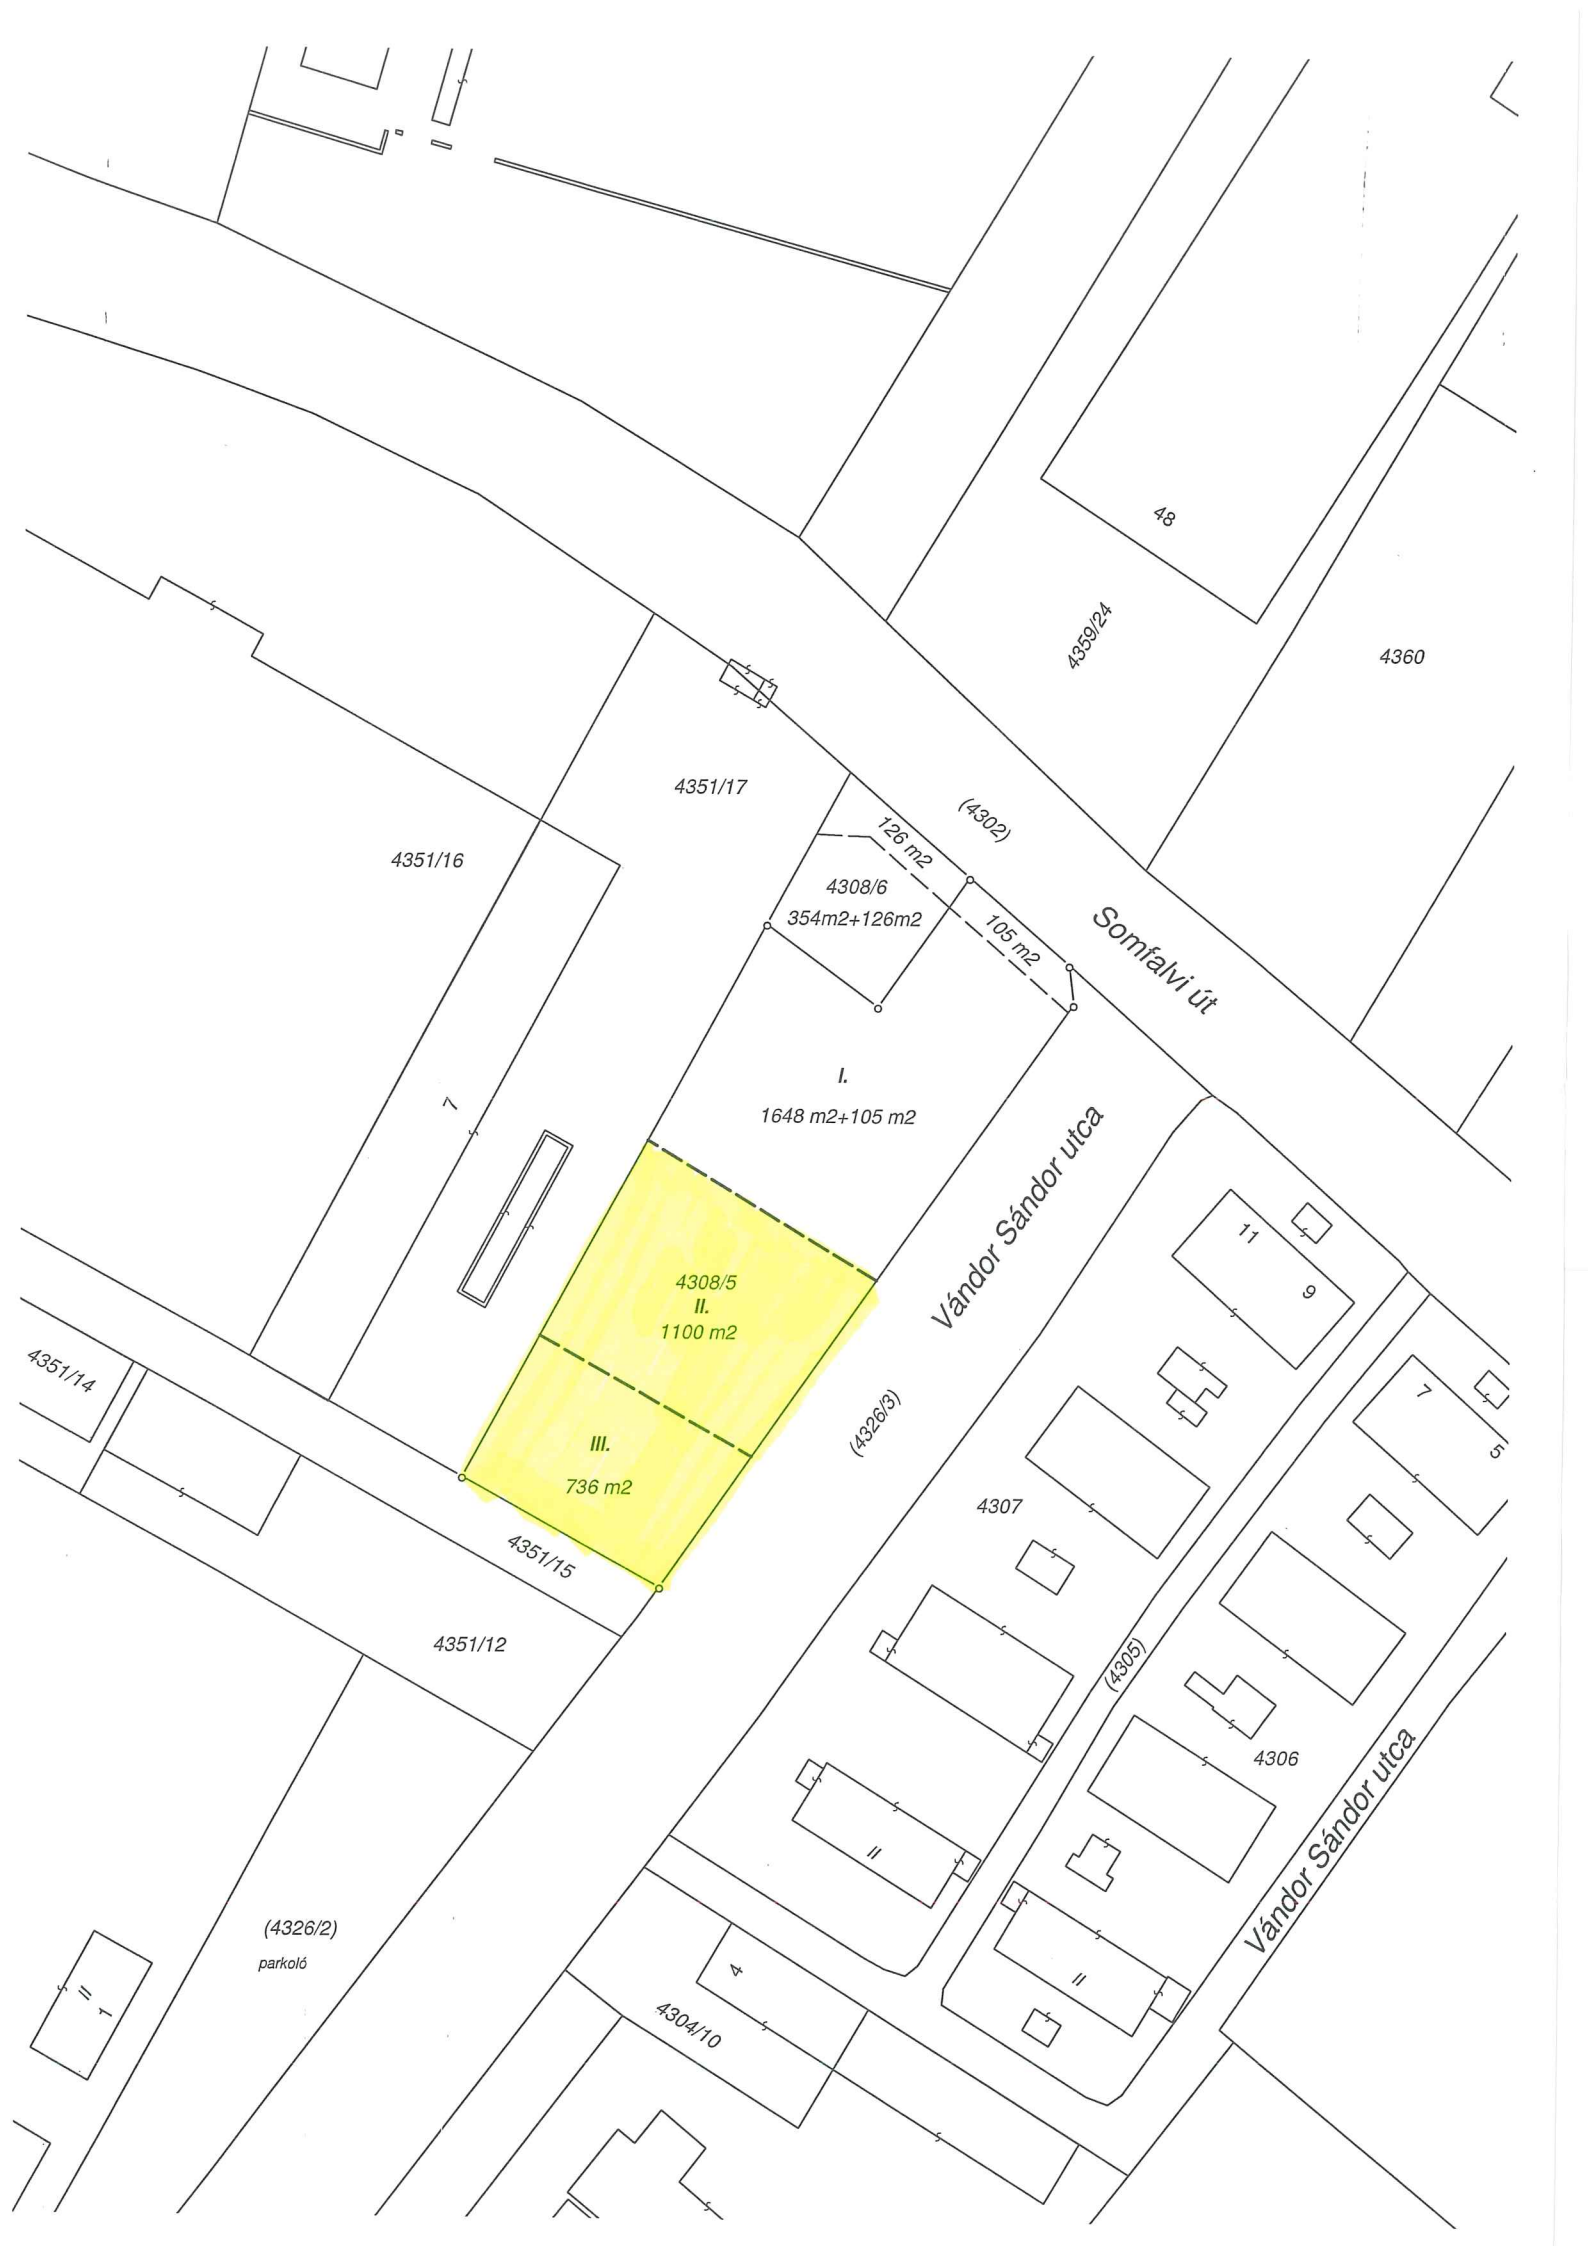 48
4359/24
4360
4351/17
(4302)
126 m2
4351/16
4308/6
354m2+126m2
105 m2
Somfalvi út
I.
1648 m2+105 m2
7
Vándor Sándor utca
11
9
4308/5
II.
1100 m2
4351/14
(4326/3)
7
5
III.
736 m2
4307
4351/15
4351/12
(4305)
4306
Vándor Sándor utca
II
II
(4326/2)
parkoló
4
4304/10
II
1